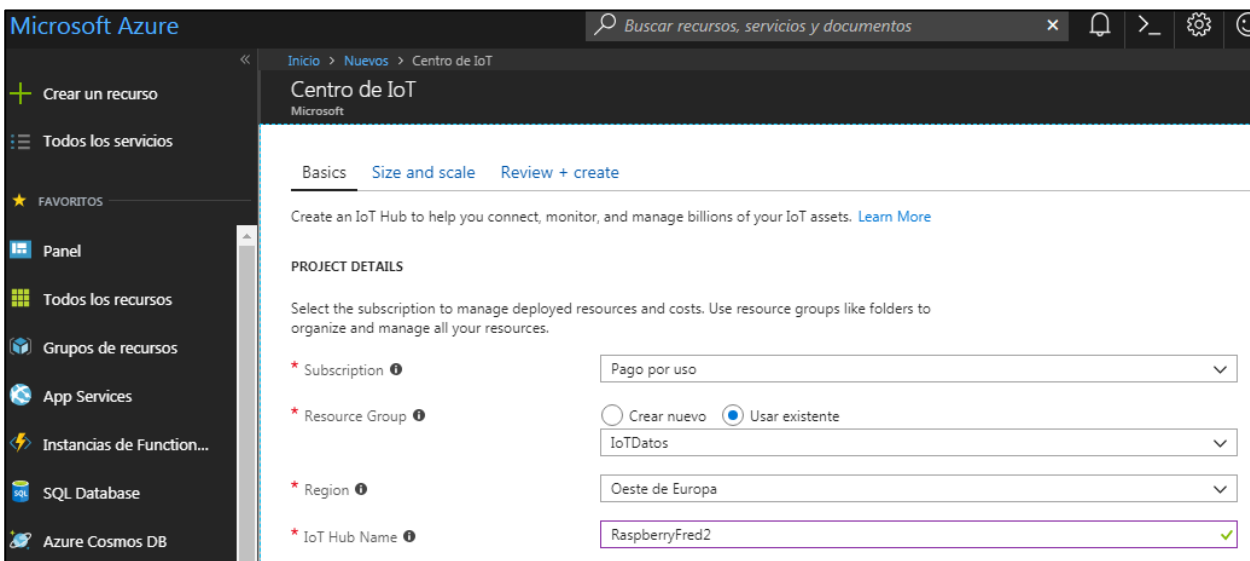 Microsoft Azure
Buscar recursos, servicios y documentos
Inicio > Nuevos > Centro de IoT
Centro de IoT
Microsoft
Crear un recurso
Todos los servicios
FAVORITOS
Panel
Todos los recursos
Grupos de recursos
App Services
Instancias de Function...
SQL Database
Azure Cosmos DB
Basics Size and scale Review + create
Create an IoT Hub to help you connect, monitor, and manage billions of your IoT assets. Learn More
PROJECT DETAILS
Select the subscription to manage deployed resources and costs. Use resource groups like folders to
organize and manage all your resources.
* Subscription Pago por uso
* Resource Group Crear nuevo Usar existente
IoTDatos
* Region Oeste de Europa
* IoT Hub Name RaspberryFred2